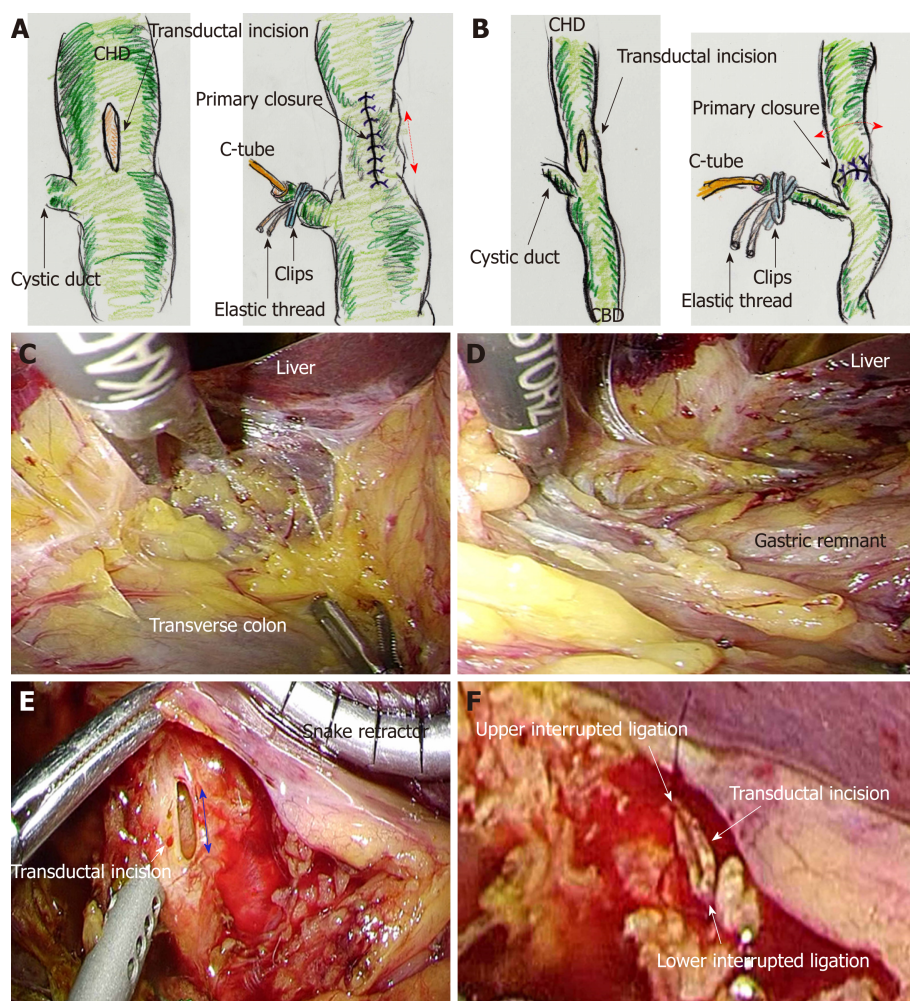 A
CHD
Transductal incision
Primary closure
C-tube
Cystic duct
Clips
Elastic thread
B
CHD
Transductal incision
Primary closure
C-tube
Cystic duct
Clips
Elastic thread
CBD
C
Liver
Transverse colon
D
Liver
Gastric remnant
E
Snake retractor
Transductal incision
F
Upper interrupted ligation
Transductal incision
Lower interrupted ligation